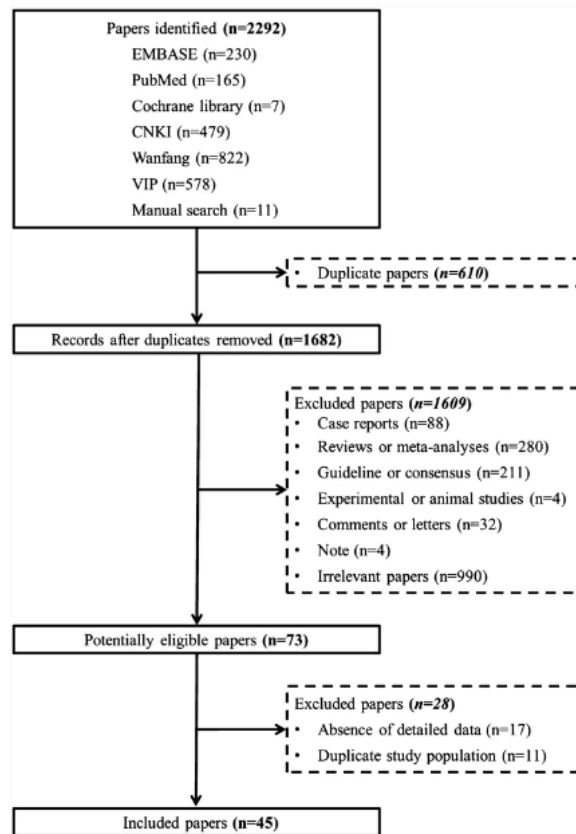 Papers identified (n=2292)
EMBASE (n=230)
PubMed (n=165)
Cochrane library (n=7)
CNKI (n=479)
Wanfang (n=822)
VIP (n=578)
Manual search (n=11)
• Duplicate papers (n=610)
Records after duplicates removed (n=1682)
Excluded papers (n=1609)
• Case reports (n=88)
• Reviews or meta-analyses (n=280)
• Guideline or consensus (n=211)
• Experimental or animal studies (n=4)
• Comments or letters (n=32)
• Note (n=4)
• Irrelevant papers (n=990)
Potentially eligible papers (n=73)
Excluded papers (n=28)
• Absence of detailed data (n=17)
• Duplicate study population (n=11)
Included papers (n=45)